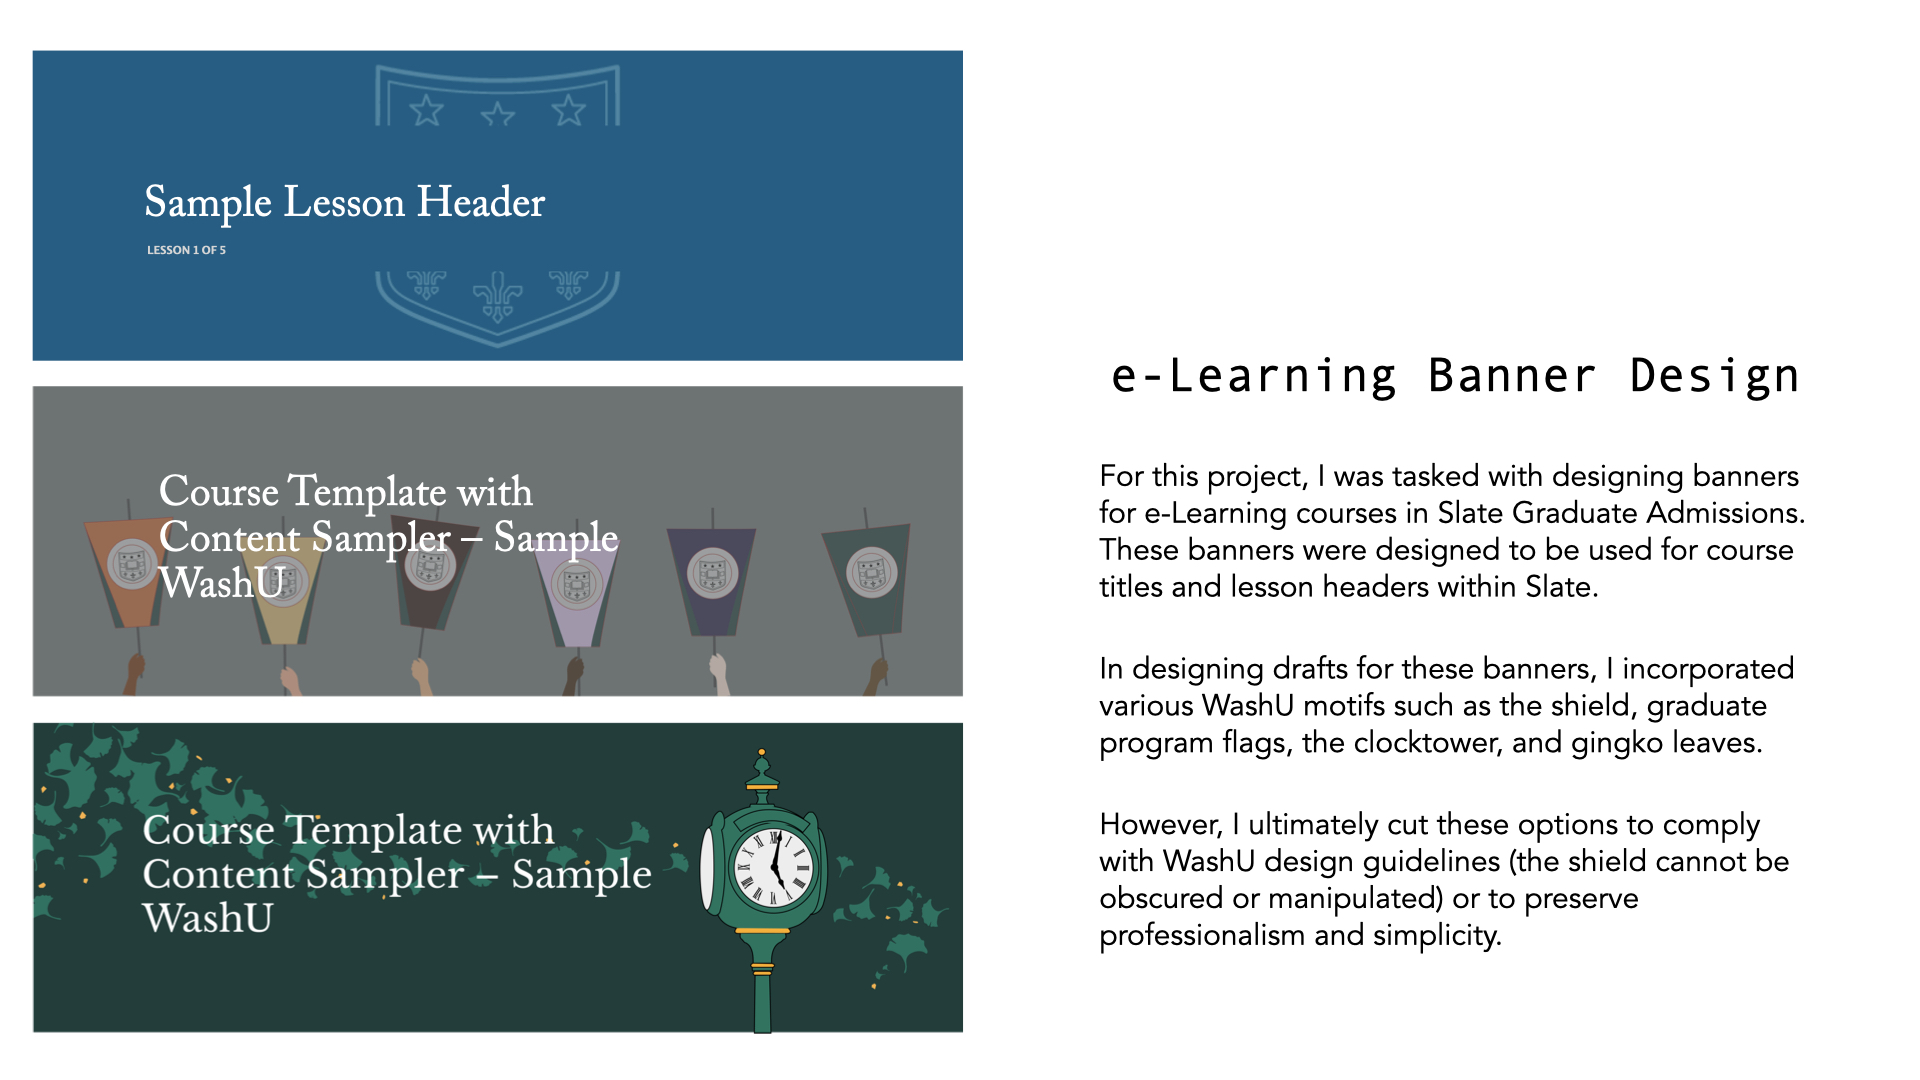 Sample Lesson Header
LESSON 1 OF 5
Course Template with
Content Sampler – Sample
WashU
Course Template with
Content Sampler – Sample
WashU
e-Learning Banner Design
For this project, I was tasked with designing banners
for e-Learning courses in Slate Graduate Admissions.
These banners were designed to be used for course
titles and lesson headers within Slate.
In designing drafts for these banners, I incorporated
various WashU motifs such as the shield, graduate
program flags, the clocktower, and gingko leaves.
However, I ultimately cut these options to comply
with WashU design guidelines (the shield cannot be
obscured or manipulated) or to preserve
professionalism and simplicity.